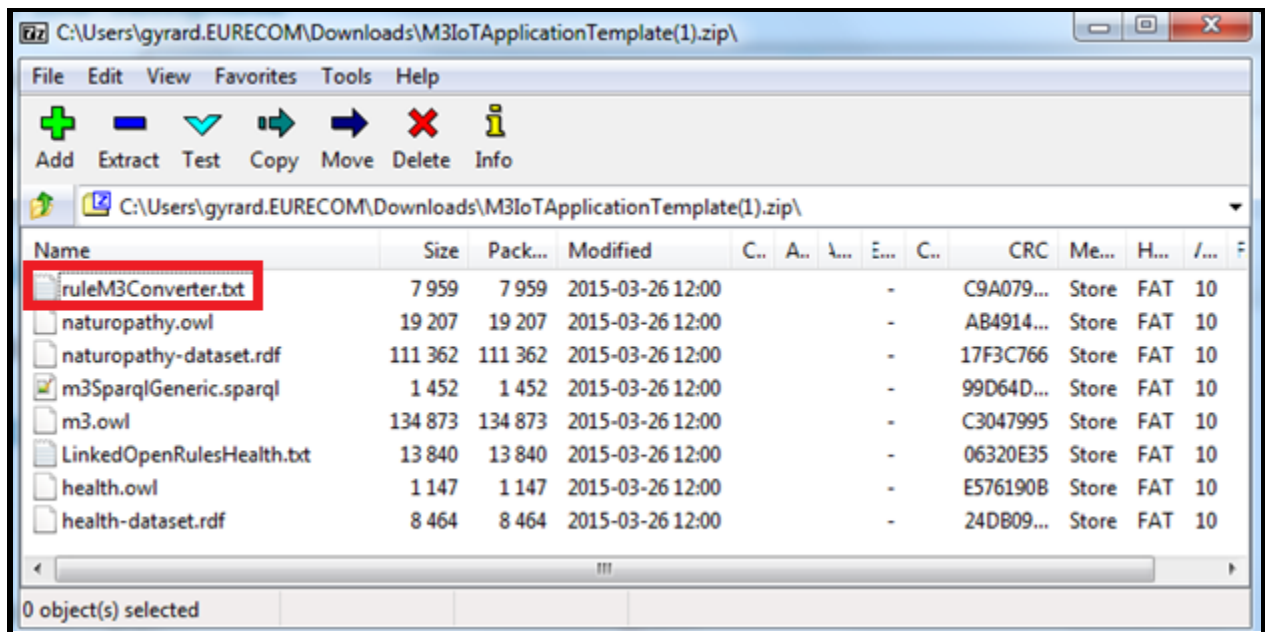 C:\Users\gyrard.EURECOM\Downloads\M3IoTApplicationTemplate(1).zip\
File Edit View Favorites Tools Help
Add Extract Test Copy Move Delete Info
C:\Users\gyrard.EURECOM\Downloads\M3IoTApplicationTemplate(1).zip\
Name Size Pack... Modified C.. A.. E... C.. CRC Me... H...
ruleM3Converter.txt 7 959 7 959 2015-03-26 12:00 - C9A079... Store FAT 10
naturopathy.owl 19 207 19 207 2015-03-26 12:00 - AB4914... Store FAT 10
naturopathy-dataset.rdf 111 362 111 362 2015-03-26 12:00 - 17F3C766 Store FAT 10
m3SparqlGeneric.sparql 1 452 1 452 2015-03-26 12:00 - 99D64D... Store FAT 10
m3.owl 134 873 134 873 2015-03-26 12:00 - C3047995 Store FAT 10
LinkedOpenRulesHealth.txt 13 840 13 840 2015-03-26 12:00 - 06320E35 Store FAT 10
health.owl 1 147 1 147 2015-03-26 12:00 - E576190B Store FAT 10
health-dataset.rdf 8 464 8 464 2015-03-26 12:00 - 24DB09... Store FAT 10
0 object(s) selected